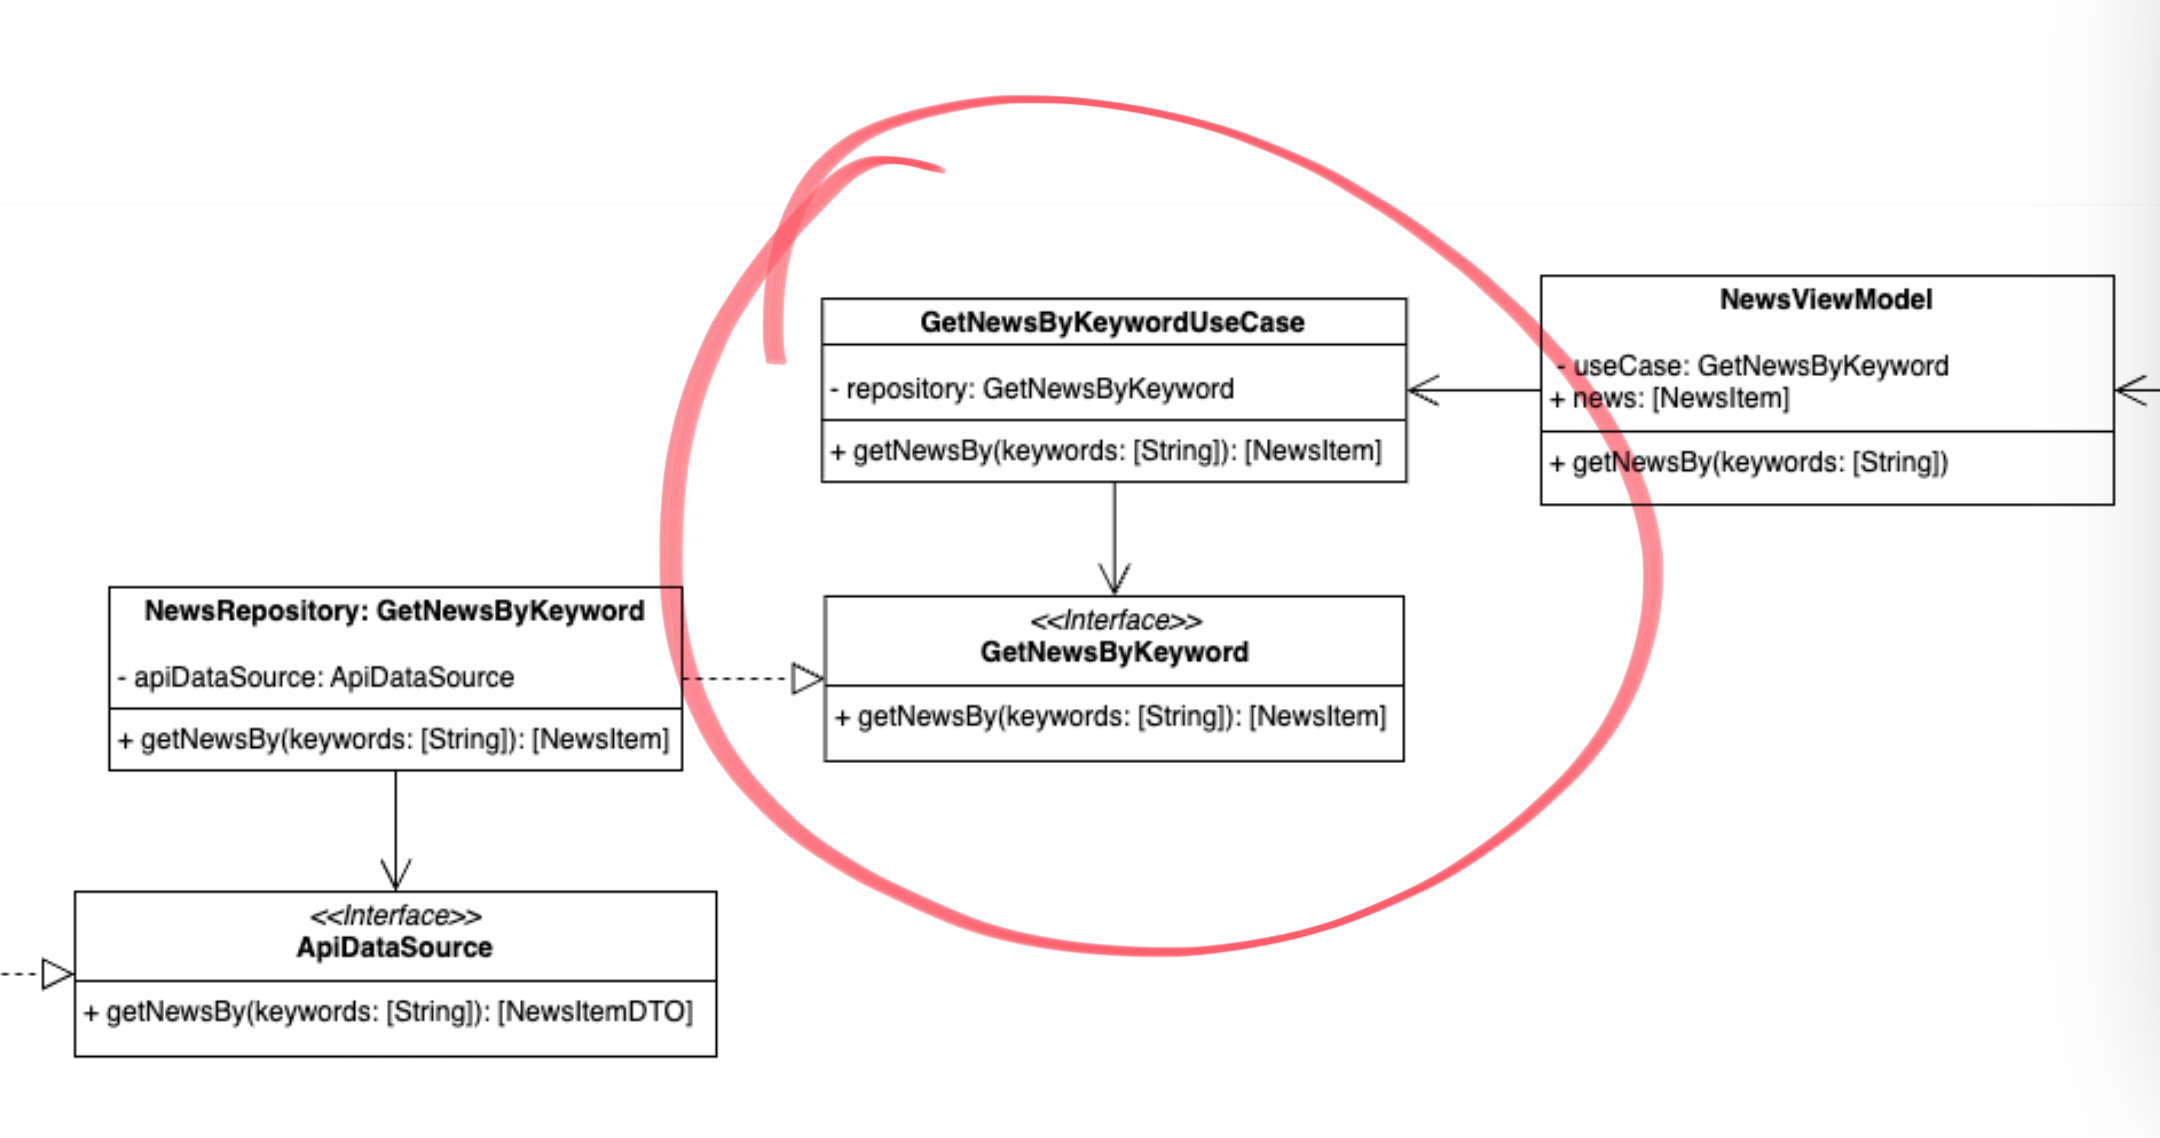 GetNewsByKeywordUseCase
- repository: GetNewsByKeyword
+ getNewsBy(keywords: [String]): [NewsItem]
NewsViewModel
- useCase: GetNewsByKeyword
+ news: [NewsItem]
+ getNewsBy(keywords: [String])
NewsRepository: GetNewsByKeyword
- apiDataSource: ApiDataSource
+ getNewsBy(keywords: [String]): [NewsItem]
<<Interface>>
GetNewsByKeyword
+ getNewsBy(keywords: [String]): [NewsItem]
<<Interface>>
ApiDataSource
+ getNewsBy(keywords: [String]): [NewsItemDTO]